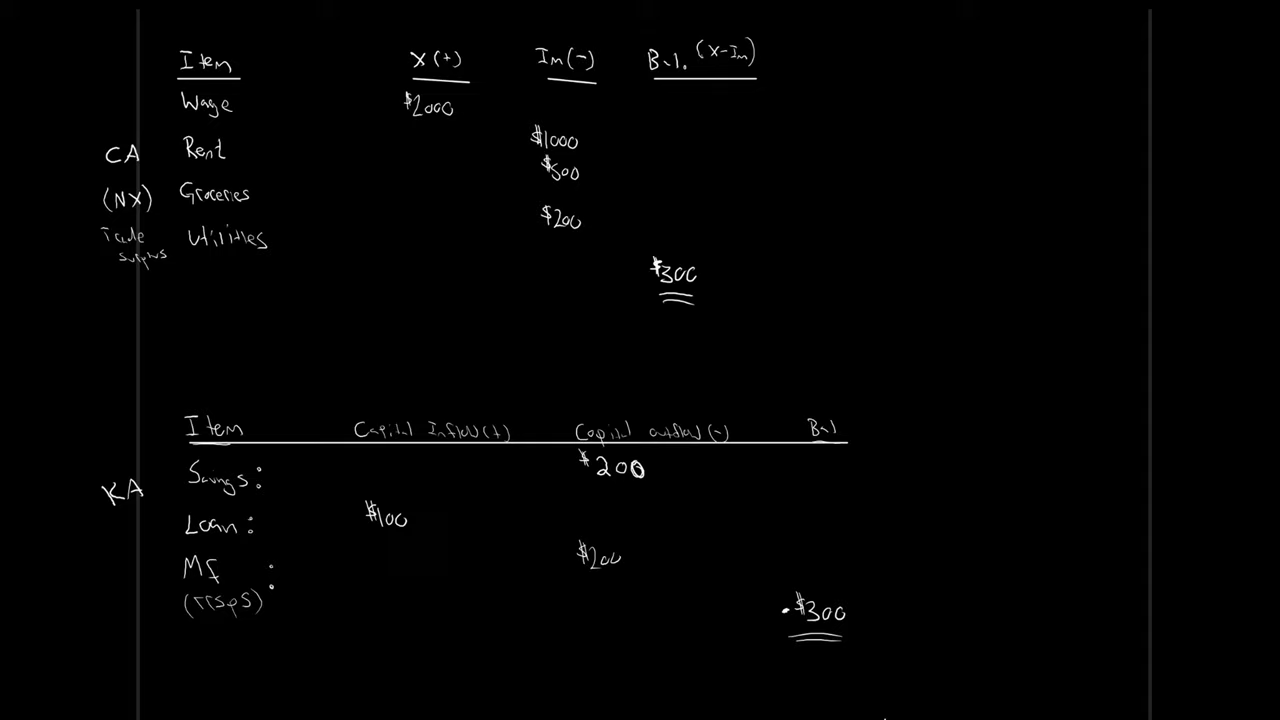 Item X(+) Im(-) Bal. (X-Im)
Wage $2000
$1000
CA Rent
$500
(NX) Groceries
$200
Trade Utilities
surplus
$300
Item Capital Inflow(+) Capital outflow(-) Bal
$200
Savings:
KA
$100
Loan:
$200
Mf :
(rrsps)
-$300